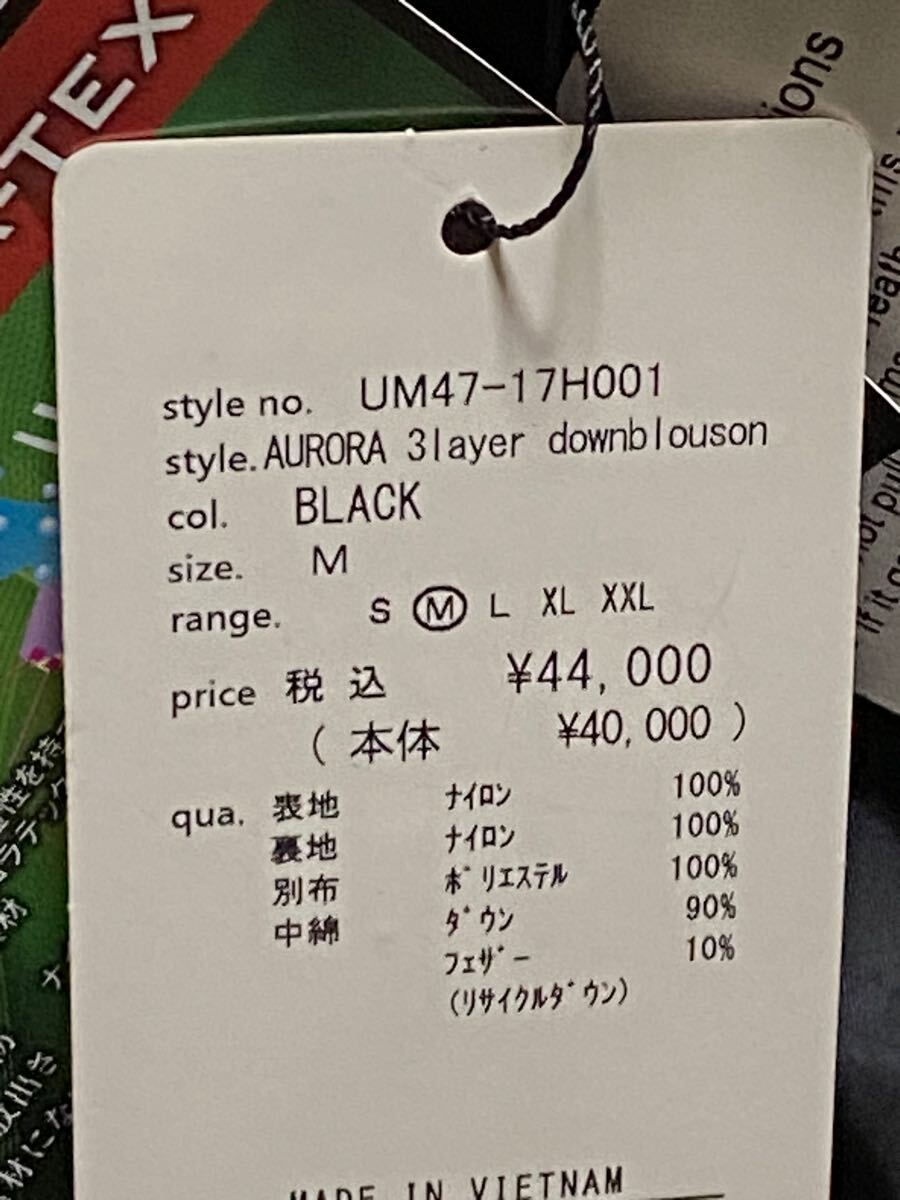 TEX
ions
style no. UM47-17H001
style. AURORA 3layer downblouson
col. BLACK
size. M
range. S M L XL XXL
price 税込 ¥44,000
(本体 ¥40,000)
qua. 表地 ﾅｲﾛﾝ 100%
裏地 ﾅｲﾛﾝ 100%
別布 ﾎﾟﾘｴｽﾃﾙ 100%
中綿 ﾀﾞｳﾝ 90%
ﾌｪｻﾞｰ 10%
(ﾘｻｲｸﾙﾀﾞｳﾝ)
MADE IN VIETNAM